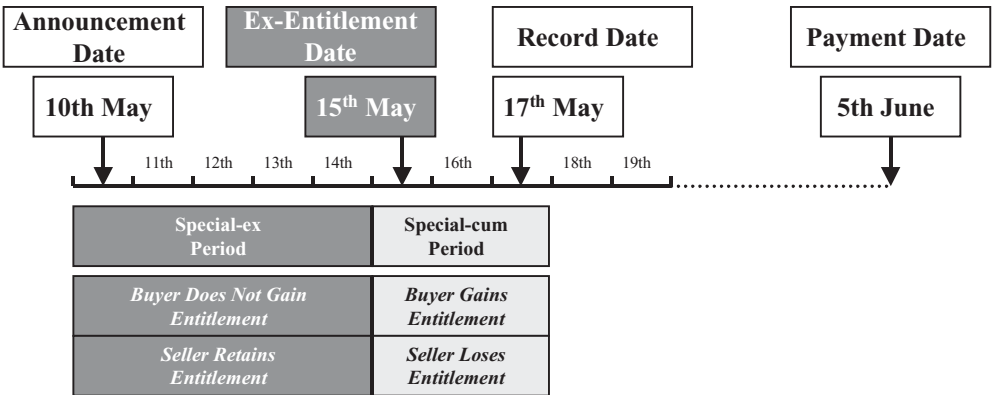 Announcement
Date
Ex-Entitlement
Date
Record Date
Payment Date
10th May
15th May
17th May
5th June
11th
12th
13th
14th
16th
18th
19th
Special-ex
Period
Special-cum
Period
Buyer Does Not Gain
Entitlement
Buyer Gains
Entitlement
Seller Retains
Entitlement
Seller Loses
Entitlement